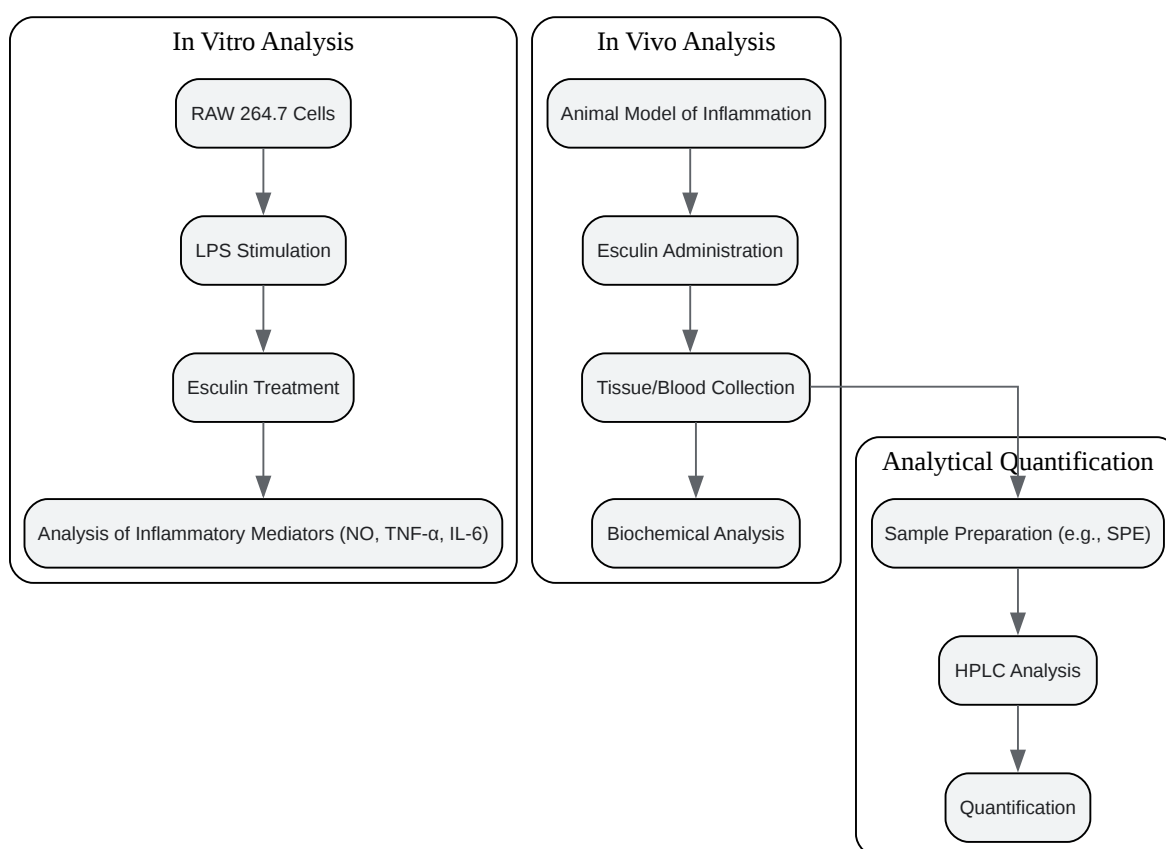 In Vitro Analysis
RAW 264.7 Cells
LPS Stimulation
Esculin Treatment
Analysis of Inflammatory Mediators (NO, TNF-α, IL-6)
In Vivo Analysis
Animal Model of Inflammation
Esculin Administration
Tissue/Blood Collection
Biochemical Analysis
Analytical Quantification
Sample Preparation (e.g., SPE)
HPLC Analysis
Quantification